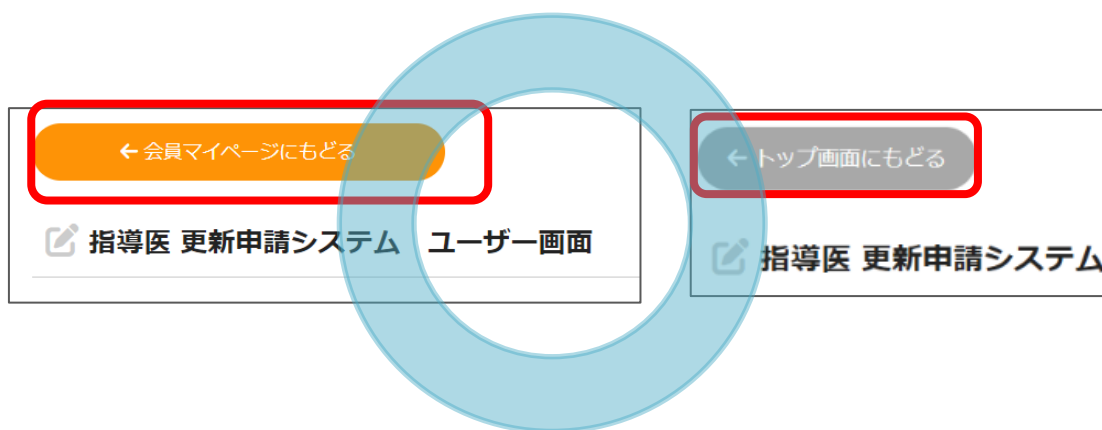 ← 会員マイページにもどる
指導医 更新申請システム　ユーザー画面
← トップ画面にもどる
指導医 更新申請システム